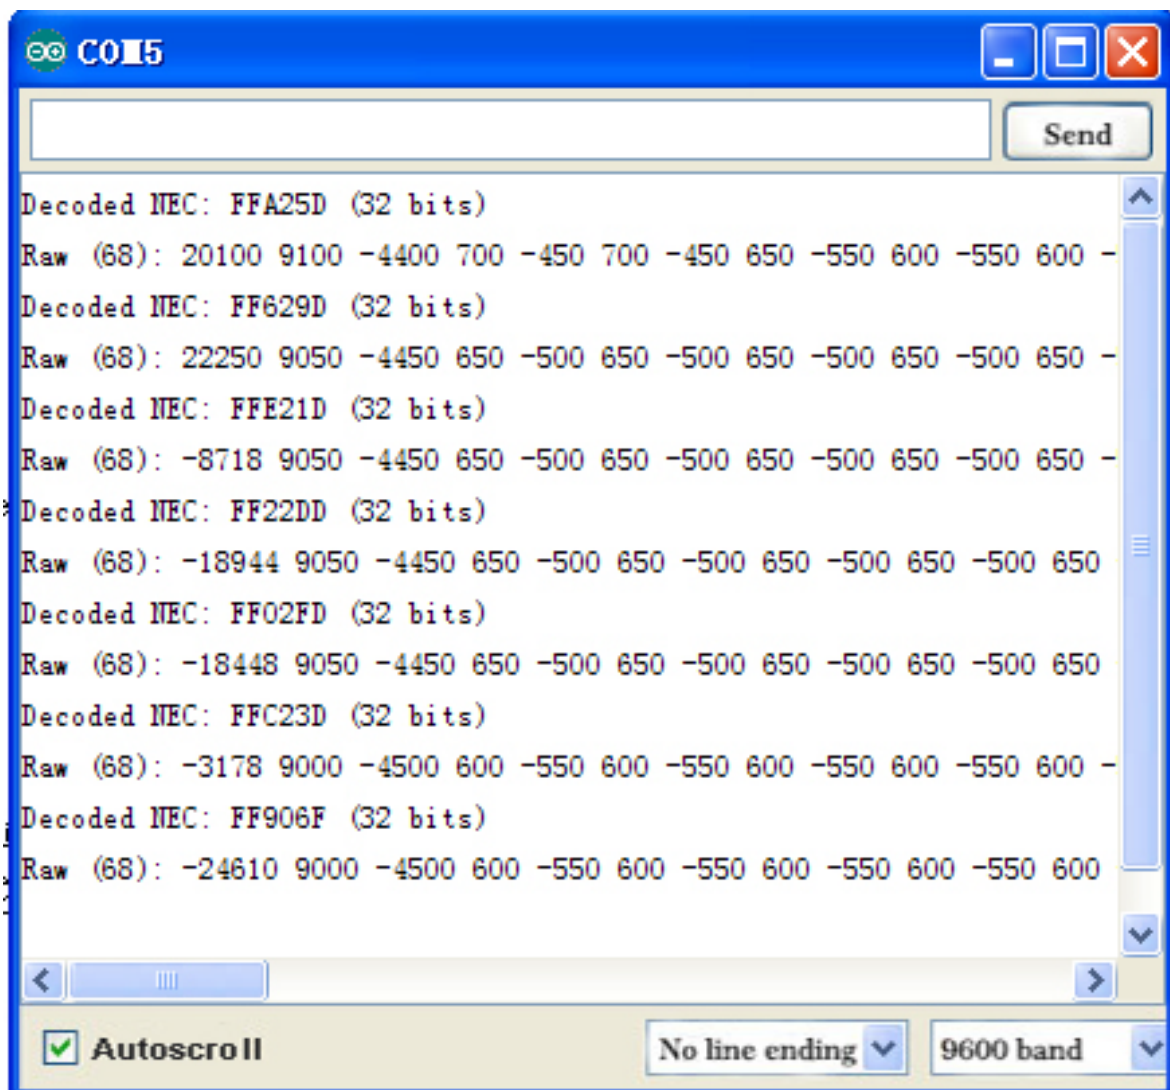 COM5
Send
Decoded NEC: FFA25D (32 bits)
Raw (68): 20100 9100 -4400 700 -450 700 -450 650 -550 600 -550 600 -
Decoded NEC: FF629D (32 bits)
Raw (68): 22250 9050 -4450 650 -500 650 -500 650 -500 650 -500 650 -
Decoded NEC: FFE21D (32 bits)
Raw (68): -8718 9050 -4450 650 -500 650 -500 650 -500 650 -500 650 -
Decoded NEC: FF22DD (32 bits)
Raw (68): -18944 9050 -4450 650 -500 650 -500 650 -500 650 -500 650
Decoded NEC: FF02FD (32 bits)
Raw (68): -18448 9050 -4450 650 -500 650 -500 650 -500 650 -500 650
Decoded NEC: FFC23D (32 bits)
Raw (68): -3178 9000 -4500 600 -550 600 -550 600 -550 600 -550 600 -
Decoded NEC: FF906F (32 bits)
Raw (68): -24610 9000 -4500 600 -550 600 -550 600 -550 600 -550 600
Autoscroll No line ending 9600 band